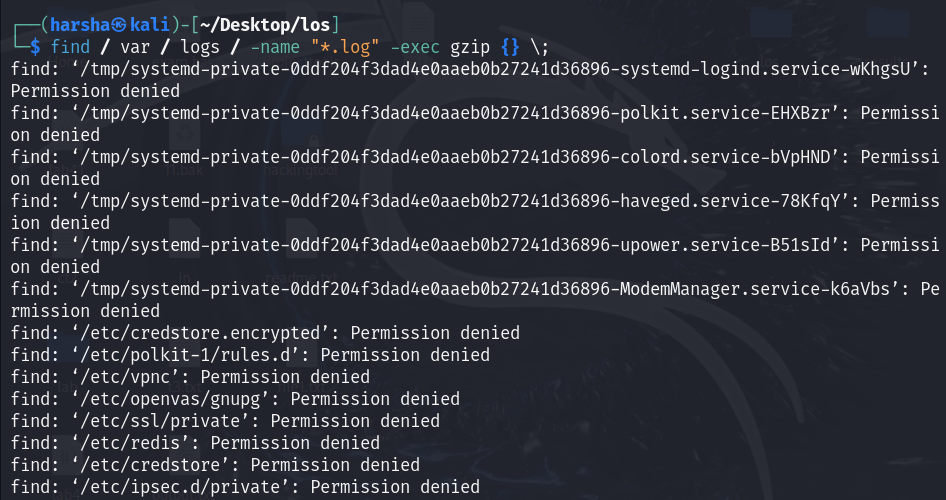 ┌──(harsha㉿kali)-[~/Desktop/los]
└─$ find / var / logs / -name "*.log" -exec gzip {} \;
find: ‘/tmp/systemd-private-0ddf204f3dad4e0aaeb0b27241d36896-systemd-logind.service-wKhgsU’:
Permission denied
find: ‘/tmp/systemd-private-0ddf204f3dad4e0aaeb0b27241d36896-polkit.service-EHXBzr’: Permissi
on denied
find: ‘/tmp/systemd-private-0ddf204f3dad4e0aaeb0b27241d36896-colord.service-bVpHND’: Permissi
on denied
find: ‘/tmp/systemd-private-0ddf204f3dad4e0aaeb0b27241d36896-haveged.service-78KfqY’: Permiss
ion denied
find: ‘/tmp/systemd-private-0ddf204f3dad4e0aaeb0b27241d36896-upower.service-B51sId’: Permissi
on denied
find: ‘/tmp/systemd-private-0ddf204f3dad4e0aaeb0b27241d36896-ModemManager.service-k6aVbs’: Pe
rmission denied
find: ‘/etc/credstore.encrypted’: Permission denied
find: ‘/etc/polkit-1/rules.d’: Permission denied
find: ‘/etc/vpnc’: Permission denied
find: ‘/etc/openvas/gnupg’: Permission denied
find: ‘/etc/ssl/private’: Permission denied
find: ‘/etc/redis’: Permission denied
find: ‘/etc/credstore’: Permission denied
find: ‘/etc/ipsec.d/private’: Permission denied